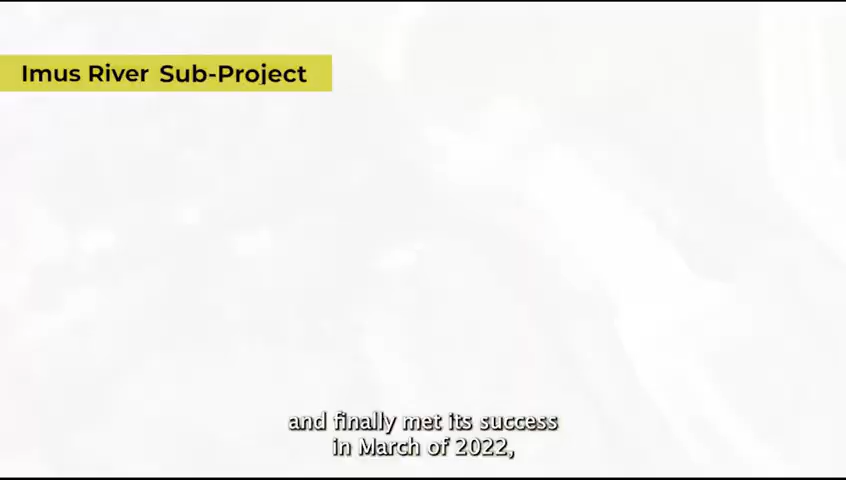 Imus River Sub-Project
and finally met its success
in March of 2022,